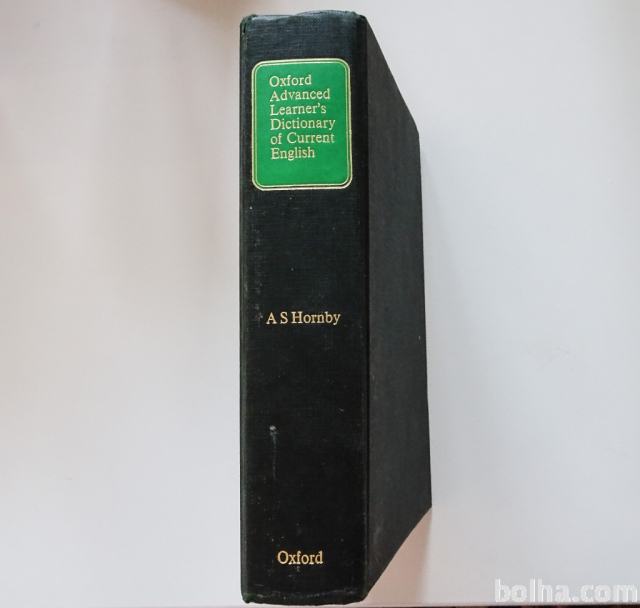 Oxford
Advanced
Learner's
Dictionary
of Current
English
A S Hornby
Oxford
bolha.com